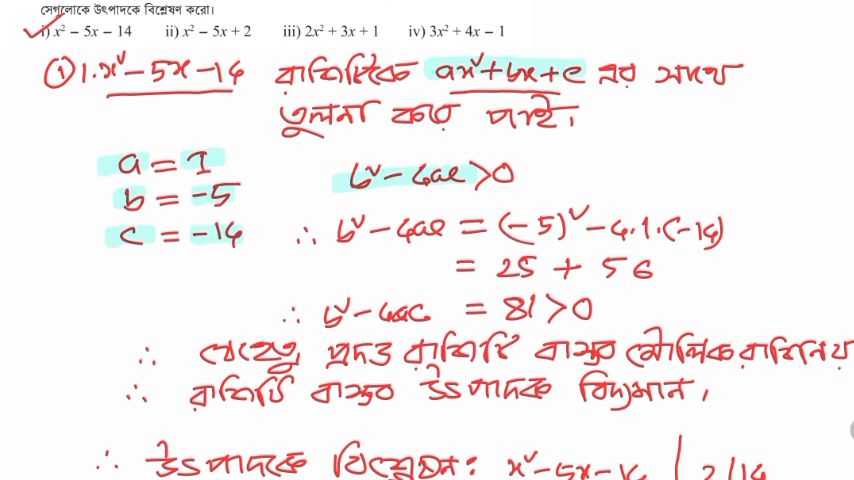 সেগুলোকে উৎপাদকে বিশ্লেষণ করো।
i) x² − 5x − 14 ii) x² − 5x + 2 iii) 2x² + 3x + 1 iv) 3x² + 4x − 1
① 1.x² − 5x − 14 রাশিটিকে ax² + bx + c এর সাথে
তুলনা করে পাই।
a = 1
b = −5
c = −14
b² − 4ac > 0
∴ b² − 4ac = (−5)² − 4.1.(−14)
= 25 + 56
∴ b² − 4ac = 81 > 0
∴ যেহেতু প্রদত্ত রাশিটি বাস্তব মৌলিক রাশি নয়
∴ রাশিটি বাস্তব উৎপাদক বিদ্যমান।
∴ উৎপাদকে বিশ্লেষন: x² − 5x − 14 | 2 | 14